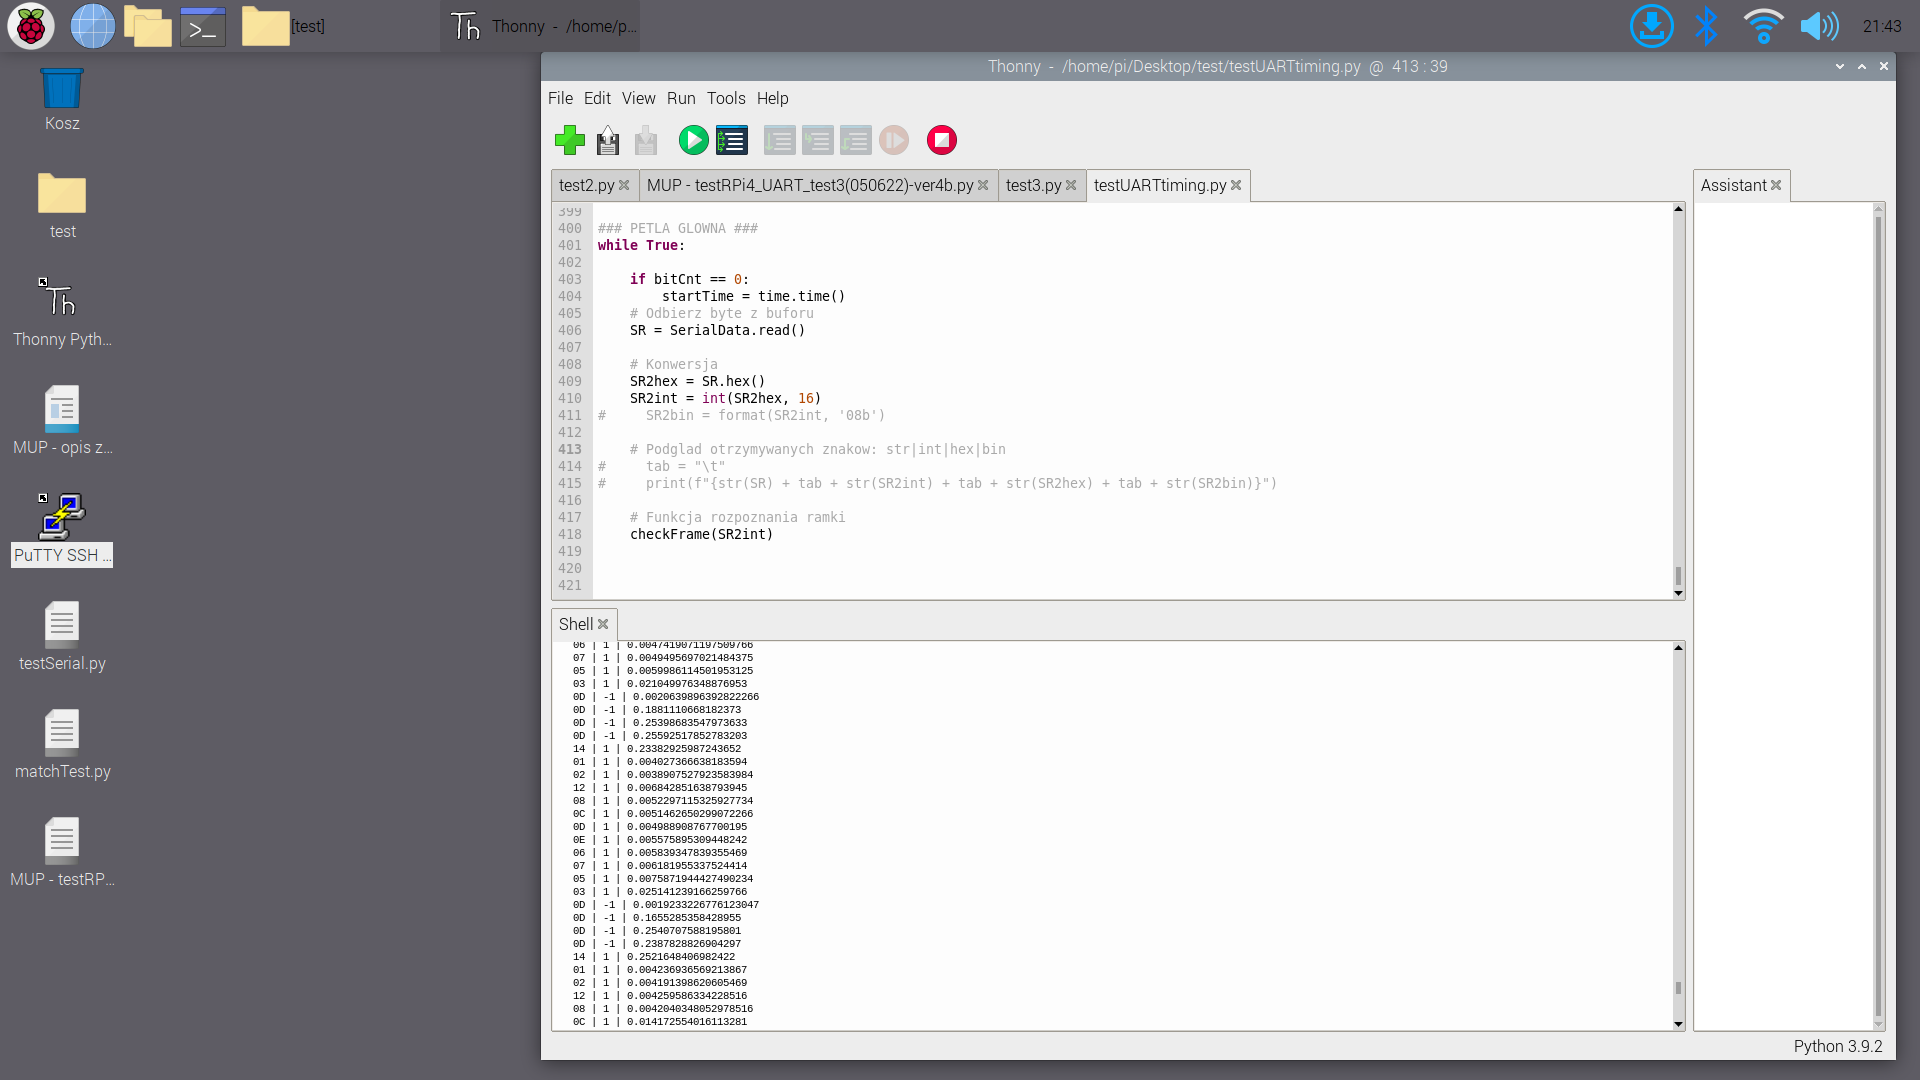 [test]
Th Thonny - /home/p...
21:43
Kosz
test
Th
Thonny Pyth...
MUP - opis z...
PuTTY SSH ...
testSerial.py
matchTest.py
MUP - testRP...
Thonny - /home/pi/Desktop/test/testUARTtiming.py @ 413 : 39
File Edit View Run Tools Help
test2.py
MUP - testRPi4_UART_test3(050622)-ver4b.py
test3.py
testUARTtiming.py
Assistant
399
400 ### PETLA GLOWNA ###
401 while True:
402
403     if bitCnt == 0:
404         startTime = time.time()
405     # Odbierz byte z buforu
406     SR = SerialData.read()
407
408     # Konwersja
409     SR2hex = SR.hex()
410     SR2int = int(SR2hex, 16)
411 #     SR2bin = format(SR2int, '08b')
412
413     # Podglad otrzymywanych znakow: str|int|hex|bin
414 #     tab = "\t"
415 #     print(f"{str(SR) + tab + str(SR2int) + tab + str(SR2hex) + tab + str(SR2bin)}")
416
417     # Funkcja rozpoznania ramki
418     checkFrame(SR2int)
419
420
421
Shell
06 | 1 | 0.0047419071197509766
07 | 1 | 0.0049495697021484375
05 | 1 | 0.0059986114501953125
03 | 1 | 0.021049976348876953
0D | -1 | 0.0020639896392822266
0D | -1 | 0.1881110668182373
0D | -1 | 0.25398683547973633
0D | -1 | 0.25592517852783203
14 | 1 | 0.23382925987243652
01 | 1 | 0.004027366638183594
02 | 1 | 0.0038907527923583984
12 | 1 | 0.006842851638793945
08 | 1 | 0.0052297115325927734
0C | 1 | 0.0051462650299072266
0D | 1 | 0.004988908767700195
0E | 1 | 0.005575895309448242
06 | 1 | 0.005839347839355469
07 | 1 | 0.006181955337524414
05 | 1 | 0.0075871944427490234
03 | 1 | 0.025141239166259766
0D | -1 | 0.0019233226776123047
0D | -1 | 0.1655285358428955
0D | -1 | 0.2540707588195801
0D | -1 | 0.2387828826904297
14 | 1 | 0.2521648406982422
01 | 1 | 0.004236936569213867
02 | 1 | 0.004191398620605469
12 | 1 | 0.004259586334228516
08 | 1 | 0.0042040348052978516
0C | 1 | 0.014172554016113281
Python 3.9.2